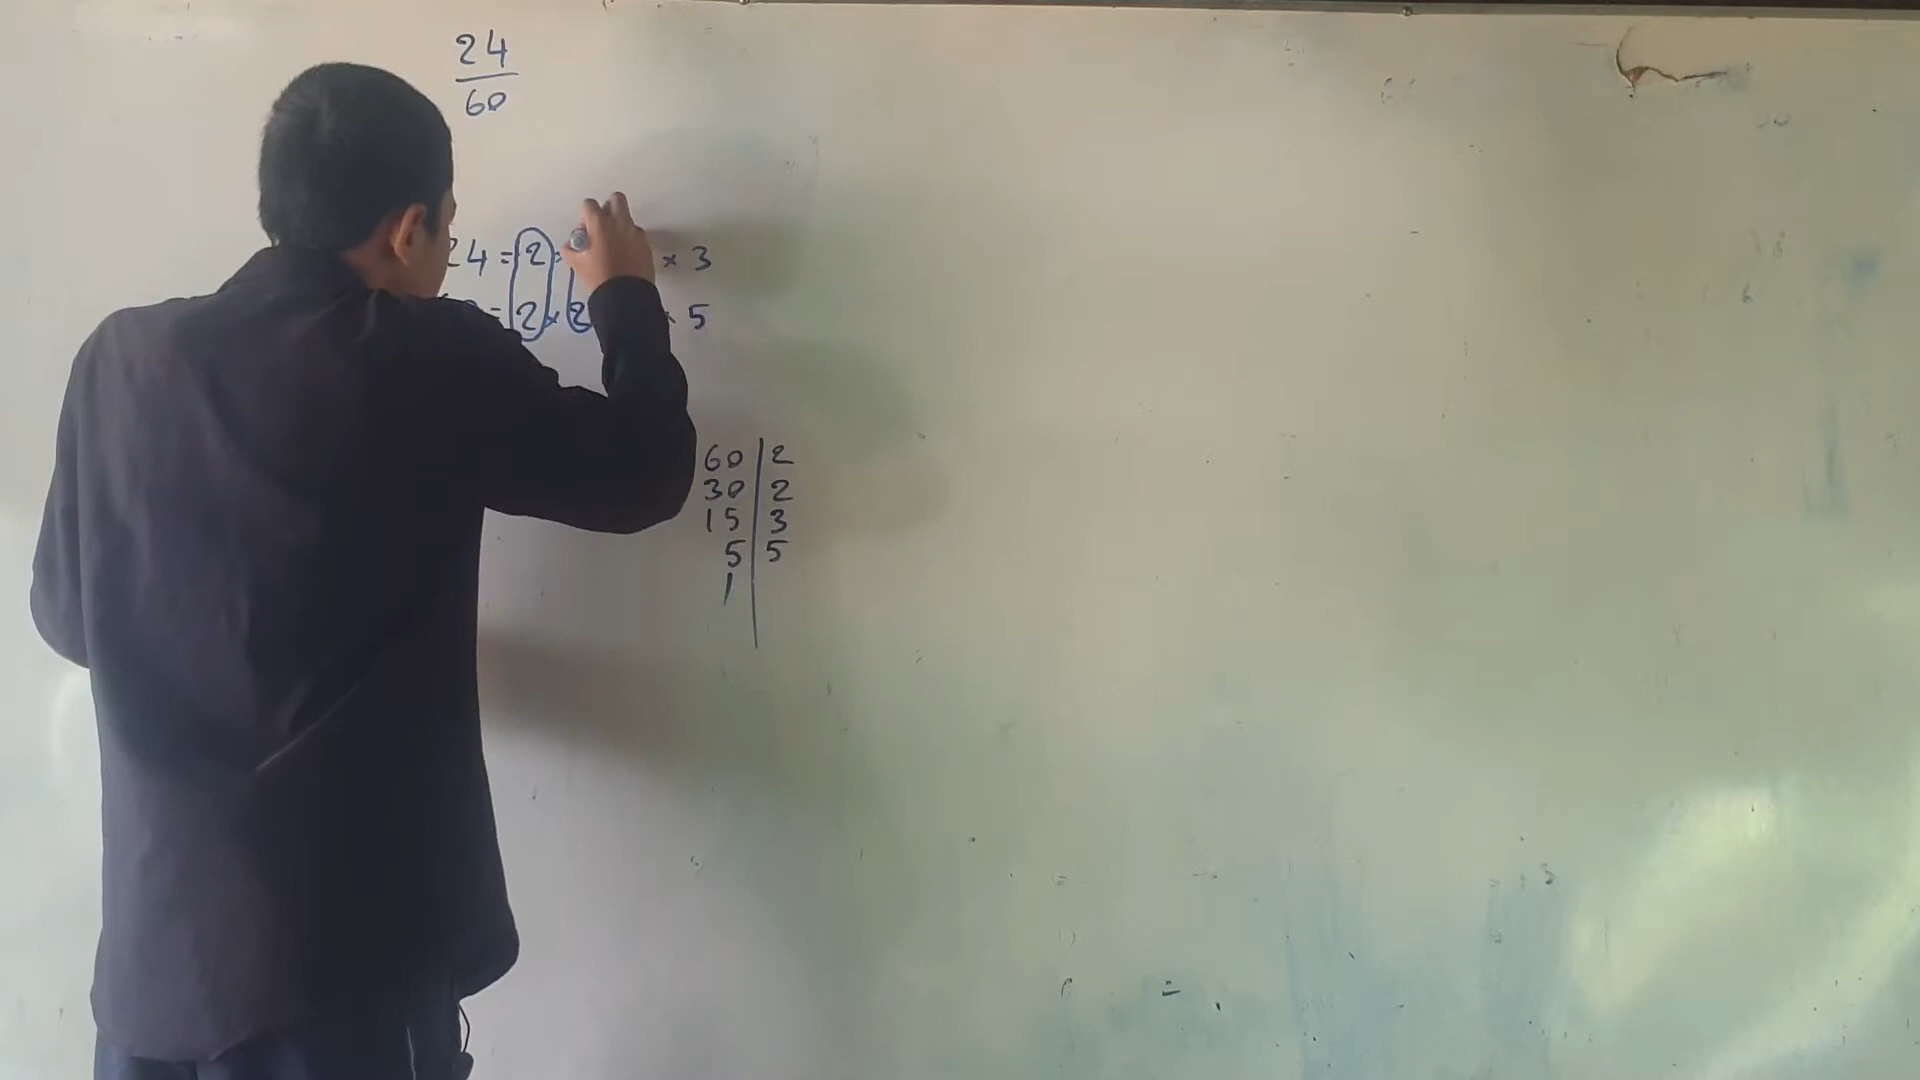 24
60
24 = 2 × 3
= 2 × 2 × 5
60 | 2
30 | 2
15 | 3
5 | 5
1